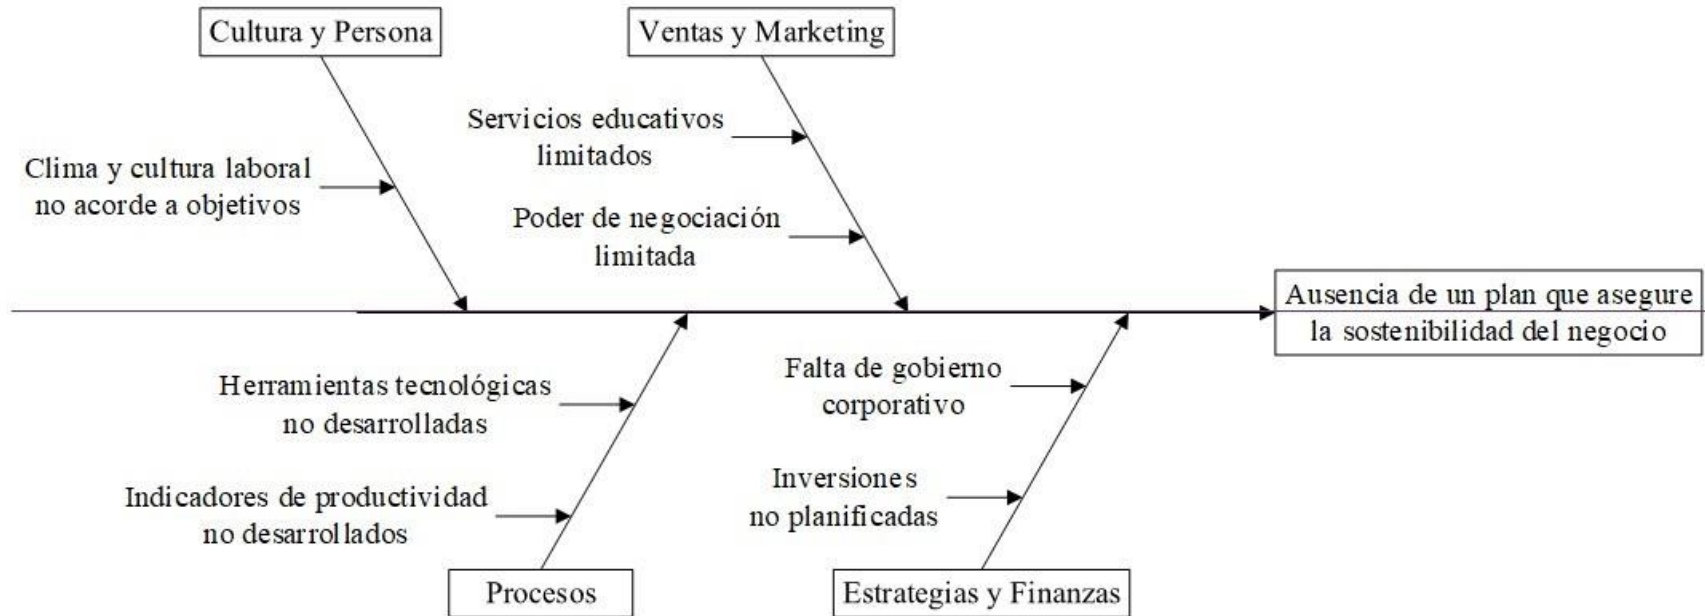 Cultura y Persona
Ventas y Marketing
Servicios educativos
limitados
Clima y cultura laboral
no acorde a objetivos
Poder de negociación
limitada
Ausencia de un plan que asegure
la sostenibilidad del negocio
Herramientas tecnológicas
no desarrolladas
Falta de gobierno
corporativo
Indicadores de productividad
no desarrollados
Inversiones
no planificadas
Procesos
Estrategias y Finanzas